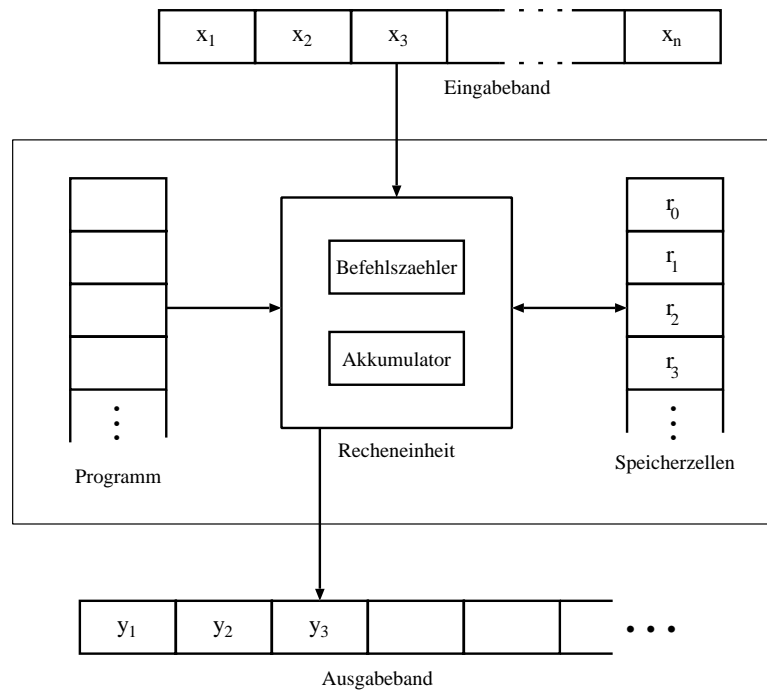 x1 x2 x3 xn
Eingabeband
r0
Befehlszaehler
r1
r2
Akkumulator
r3
Recheneinheit
Programm
Speicherzellen
y1 y2 y3
Ausgabeband